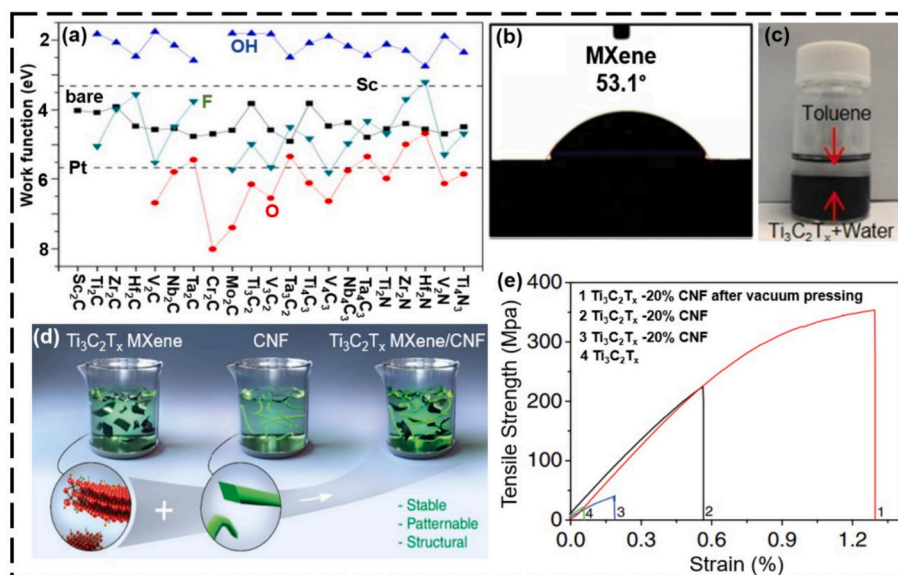 (a)
OH
Sc
bare
F
Pt
O
Work function (eV)
2
4
6
8
Sc₂C
Ti₂C
Zr₂C
Hf₂C
V₂C
Nb₂C
Ta₂C
Cr₂C
Mo₂C
Ti₃C₂
V₃C₂
Ta₃C₂
Ti₄C₃
V₄C₃
Nb₄C₃
Ta₄C₃
Ti₂N
Zr₂N
Hf₂N
V₂N
Ti₄N₃
(b)
MXene
53.1°
(c)
Toluene
Ti₃C₂Tₓ+Water
(d)
Ti₃C₂Tₓ MXene
CNF
Ti₃C₂Tₓ MXene/CNF
+
- Stable
- Patternable
- Structural
(e)
1 Ti₃C₂Tₓ -20% CNF after vacuum pressing
2 Ti₃C₂Tₓ -20% CNF
3 Ti₃C₂Tₓ -20% CNF
4 Ti₃C₂Tₓ
Tensile Strength (Mpa)
400
300
200
100
0
4
3
2
1
0.0
0.3
0.6
0.9
1.2
Strain (%)